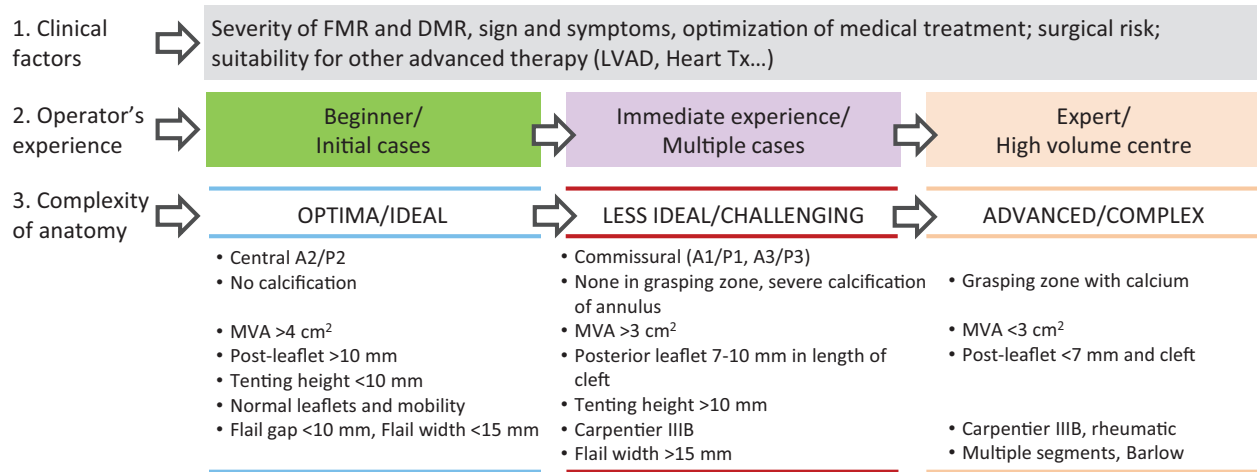 1. Clinical
factors
Severity of FMR and DMR, sign and symptoms, optimization of medical treatment; surgical risk;
suitability for other advanced therapy (LVAD, Heart Tx...)
2. Operator's
experience
Beginner/
Initial cases
Immediate experience/
Multiple cases
Expert/
High volume centre
3. Complexity
of anatomy
OPTIMA/IDEAL
LESS IDEAL/CHALLENGING
ADVANCED/COMPLEX
• Central A2/P2
• No calcification
• MVA >4 cm²
• Post-leaflet >10 mm
• Tenting height <10 mm
• Normal leaflets and mobility
• Flail gap <10 mm, Flail width <15 mm
• Commissural (A1/P1, A3/P3)
• None in grasping zone, severe calcification
of annulus
• MVA >3 cm²
• Posterior leaflet 7-10 mm in length of
cleft
• Tenting height >10 mm
• Carpentier IIIB
• Flail width >15 mm
• Grasping zone with calcium
• MVA <3 cm²
• Post-leaflet <7 mm and cleft
• Carpentier IIIB, rheumatic
• Multiple segments, Barlow